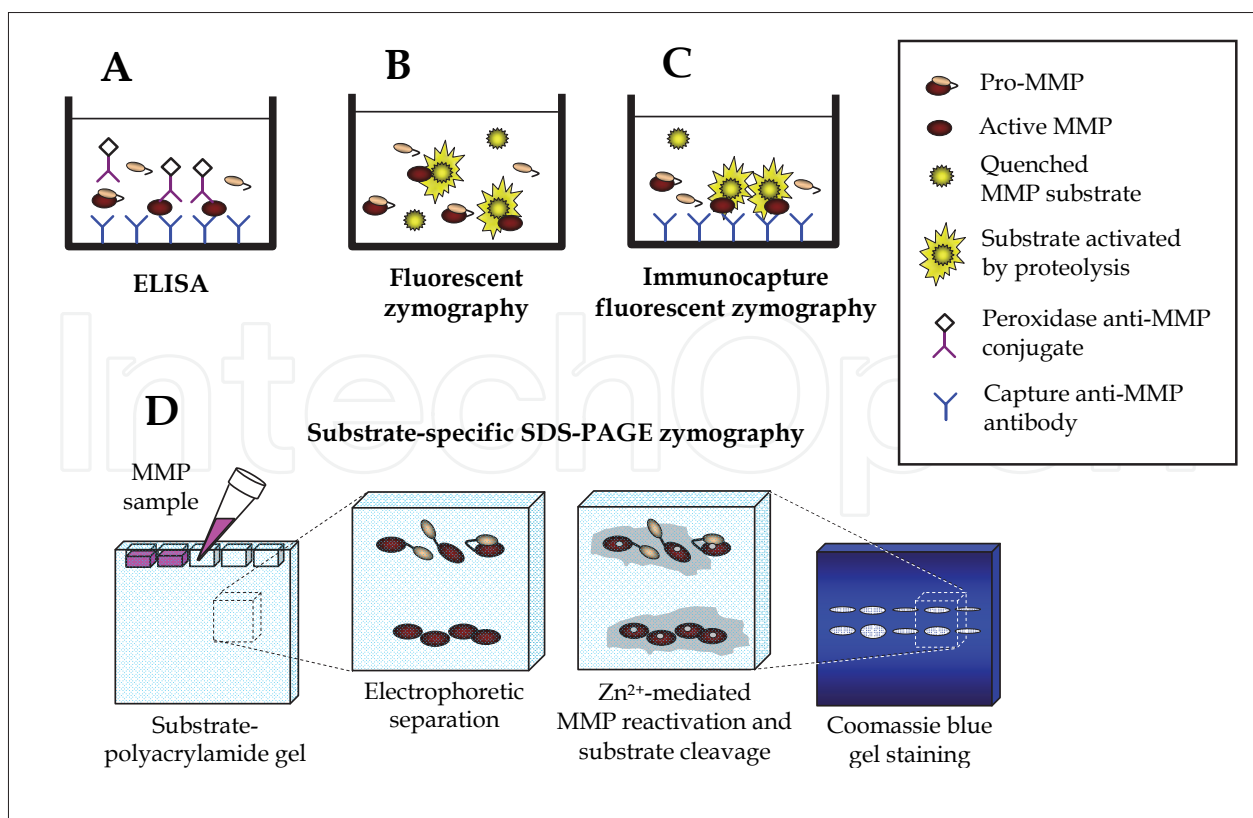 A
B
C
ELISA
Fluorescent
zymography
Immunocapture
fluorescent zymography
Pro-MMP
Active MMP
Quenched
MMP substrate
Substrate activated
by proteolysis
Peroxidase anti-MMP
conjugate
Capture anti-MMP
antibody
IntechOpen
D
Substrate-specific SDS-PAGE zymography
MMP
sample
Substrate-
polyacrylamide gel
Electrophoretic
separation
Zn²⁺-mediated
MMP reactivation and
substrate cleavage
Coomassie blue
gel staining